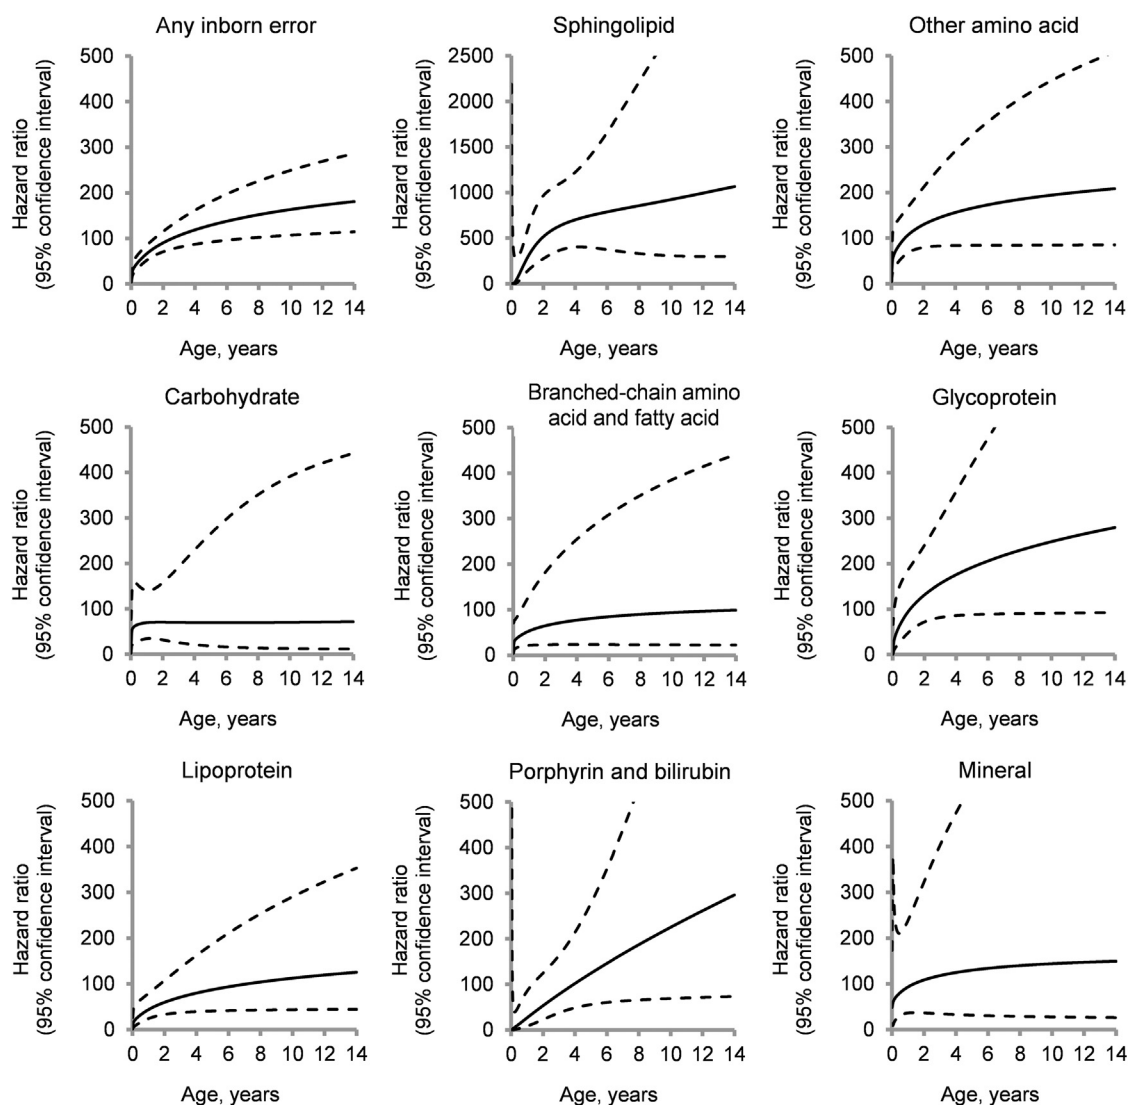 Any inborn error
Hazard ratio
(95% confidence interval)
500
400
300
200
100
0
0 2 4 6 8 10 12 14
Age, years
Sphingolipid
Hazard ratio
(95% confidence interval)
2500
2000
1500
1000
500
0
0 2 4 6 8 10 12 14
Age, years
Other amino acid
Hazard ratio
(95% confidence interval)
500
400
300
200
100
0
0 2 4 6 8 10 12 14
Age, years
Carbohydrate
Hazard ratio
(95% confidence interval)
500
400
300
200
100
0
0 2 4 6 8 10 12 14
Age, years
Branched-chain amino
acid and fatty acid
Hazard ratio
(95% confidence interval)
500
400
300
200
100
0
0 2 4 6 8 10 12 14
Age, years
Glycoprotein
Hazard ratio
(95% confidence interval)
500
400
300
200
100
0
0 2 4 6 8 10 12 14
Age, years
Lipoprotein
Hazard ratio
(95% confidence interval)
500
400
300
200
100
0
0 2 4 6 8 10 12 14
Age, years
Porphyrin and bilirubin
Hazard ratio
(95% confidence interval)
500
400
300
200
100
0
0 2 4 6 8 10 12 14
Age, years
Mineral
Hazard ratio
(95% confidence interval)
500
400
300
200
100
0
0 2 4 6 8 10 12 14
Age, years